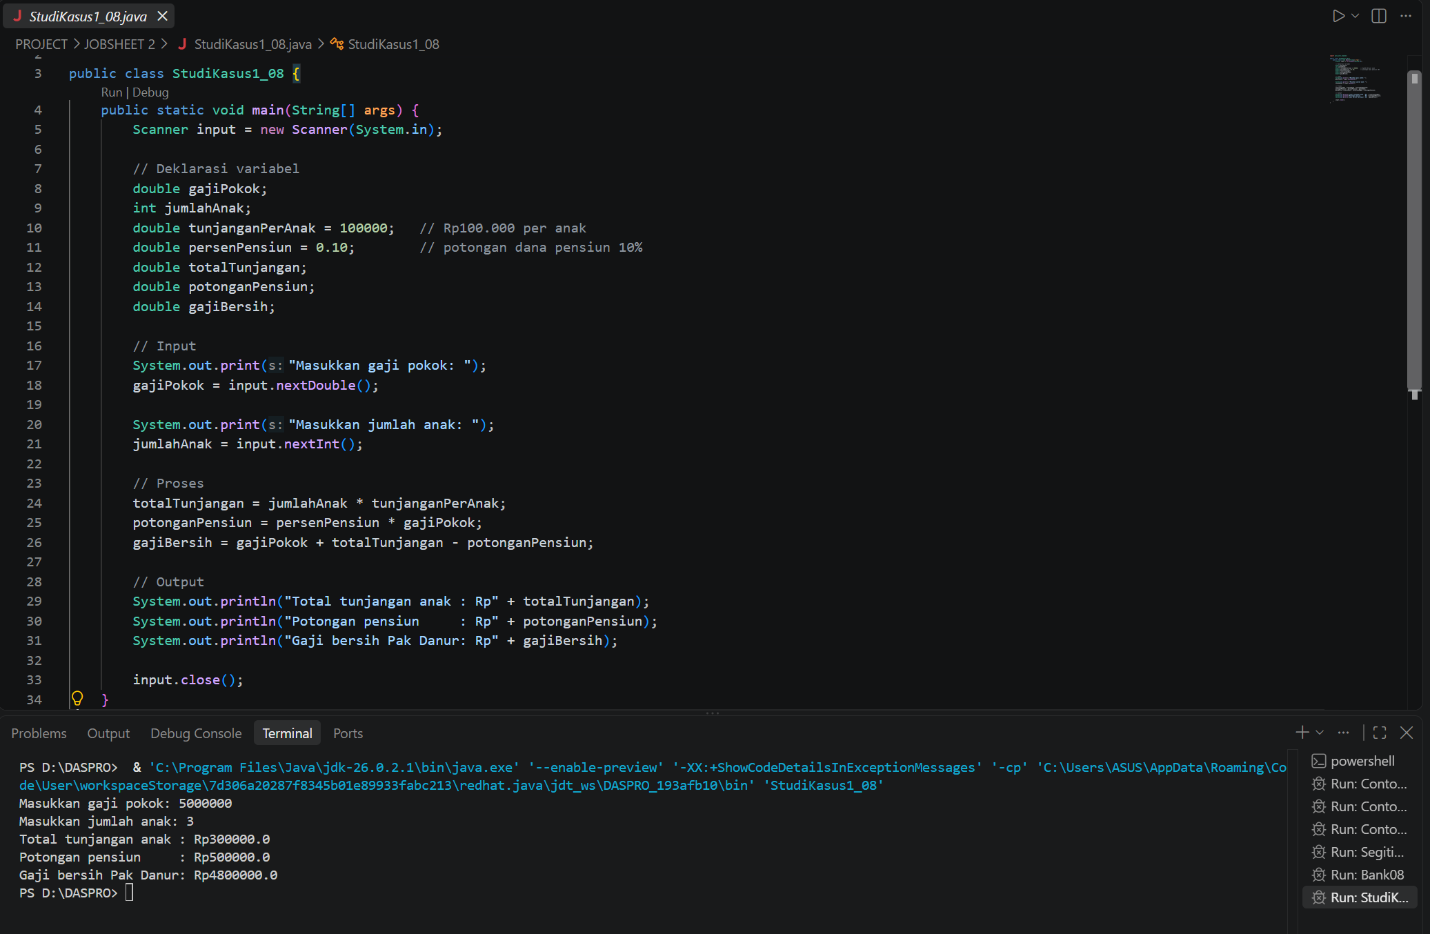 StudiKasus1_08.java
PROJECT > JOBSHEET 2 > StudiKasus1_08.java > StudiKasus1_08
3 public class StudiKasus1_08 {
Run | Debug
4 public static void main(String[] args) {
5 Scanner input = new Scanner(System.in);
6
7 // Deklarasi variabel
8 double gajiPokok;
9 int jumlahAnak;
10 double tunjanganPerAnak = 100000; // Rp100.000 per anak
11 double persenPensiun = 0.10; // potongan dana pensiun 10%
12 double totalTunjangan;
13 double potonganPensiun;
14 double gajiBersih;
15
16 // Input
17 System.out.print(s:"Masukkan gaji pokok: ");
18 gajiPokok = input.nextDouble();
19
20 System.out.print(s:"Masukkan jumlah anak: ");
21 jumlahAnak = input.nextInt();
22
23 // Proses
24 totalTunjangan = jumlahAnak * tunjanganPerAnak;
25 potonganPensiun = persenPensiun * gajiPokok;
26 gajiBersih = gajiPokok + totalTunjangan - potonganPensiun;
27
28 // Output
29 System.out.println("Total tunjangan anak : Rp" + totalTunjangan);
30 System.out.println("Potongan pensiun     : Rp" + potonganPensiun);
31 System.out.println("Gaji bersih Pak Danur: Rp" + gajiBersih);
32
33 input.close();
34 }
Problems Output Debug Console Terminal Ports
PS D:\DASPRO>  & 'C:\Program Files\Java\jdk-26.0.2.1\bin\java.exe' '--enable-preview' '-XX:+ShowCodeDetailsInExceptionMessages' '-cp' 'C:\Users\ASUS\AppData\Roaming\Co
de\User\workspaceStorage\7d306a20287f8345b01e89933fabc213\redhat.java\jdt_ws\DASPRO_193afb10\bin' 'StudiKasus1_08'
Masukkan gaji pokok: 5000000
Masukkan jumlah anak: 3
Total tunjangan anak : Rp300000.0
Potongan pensiun     : Rp500000.0
Gaji bersih Pak Danur: Rp4800000.0
PS D:\DASPRO>
powershell
Run: Conto...
Run: Conto...
Run: Conto...
Run: Segiti...
Run: Bank08
Run: StudiK...